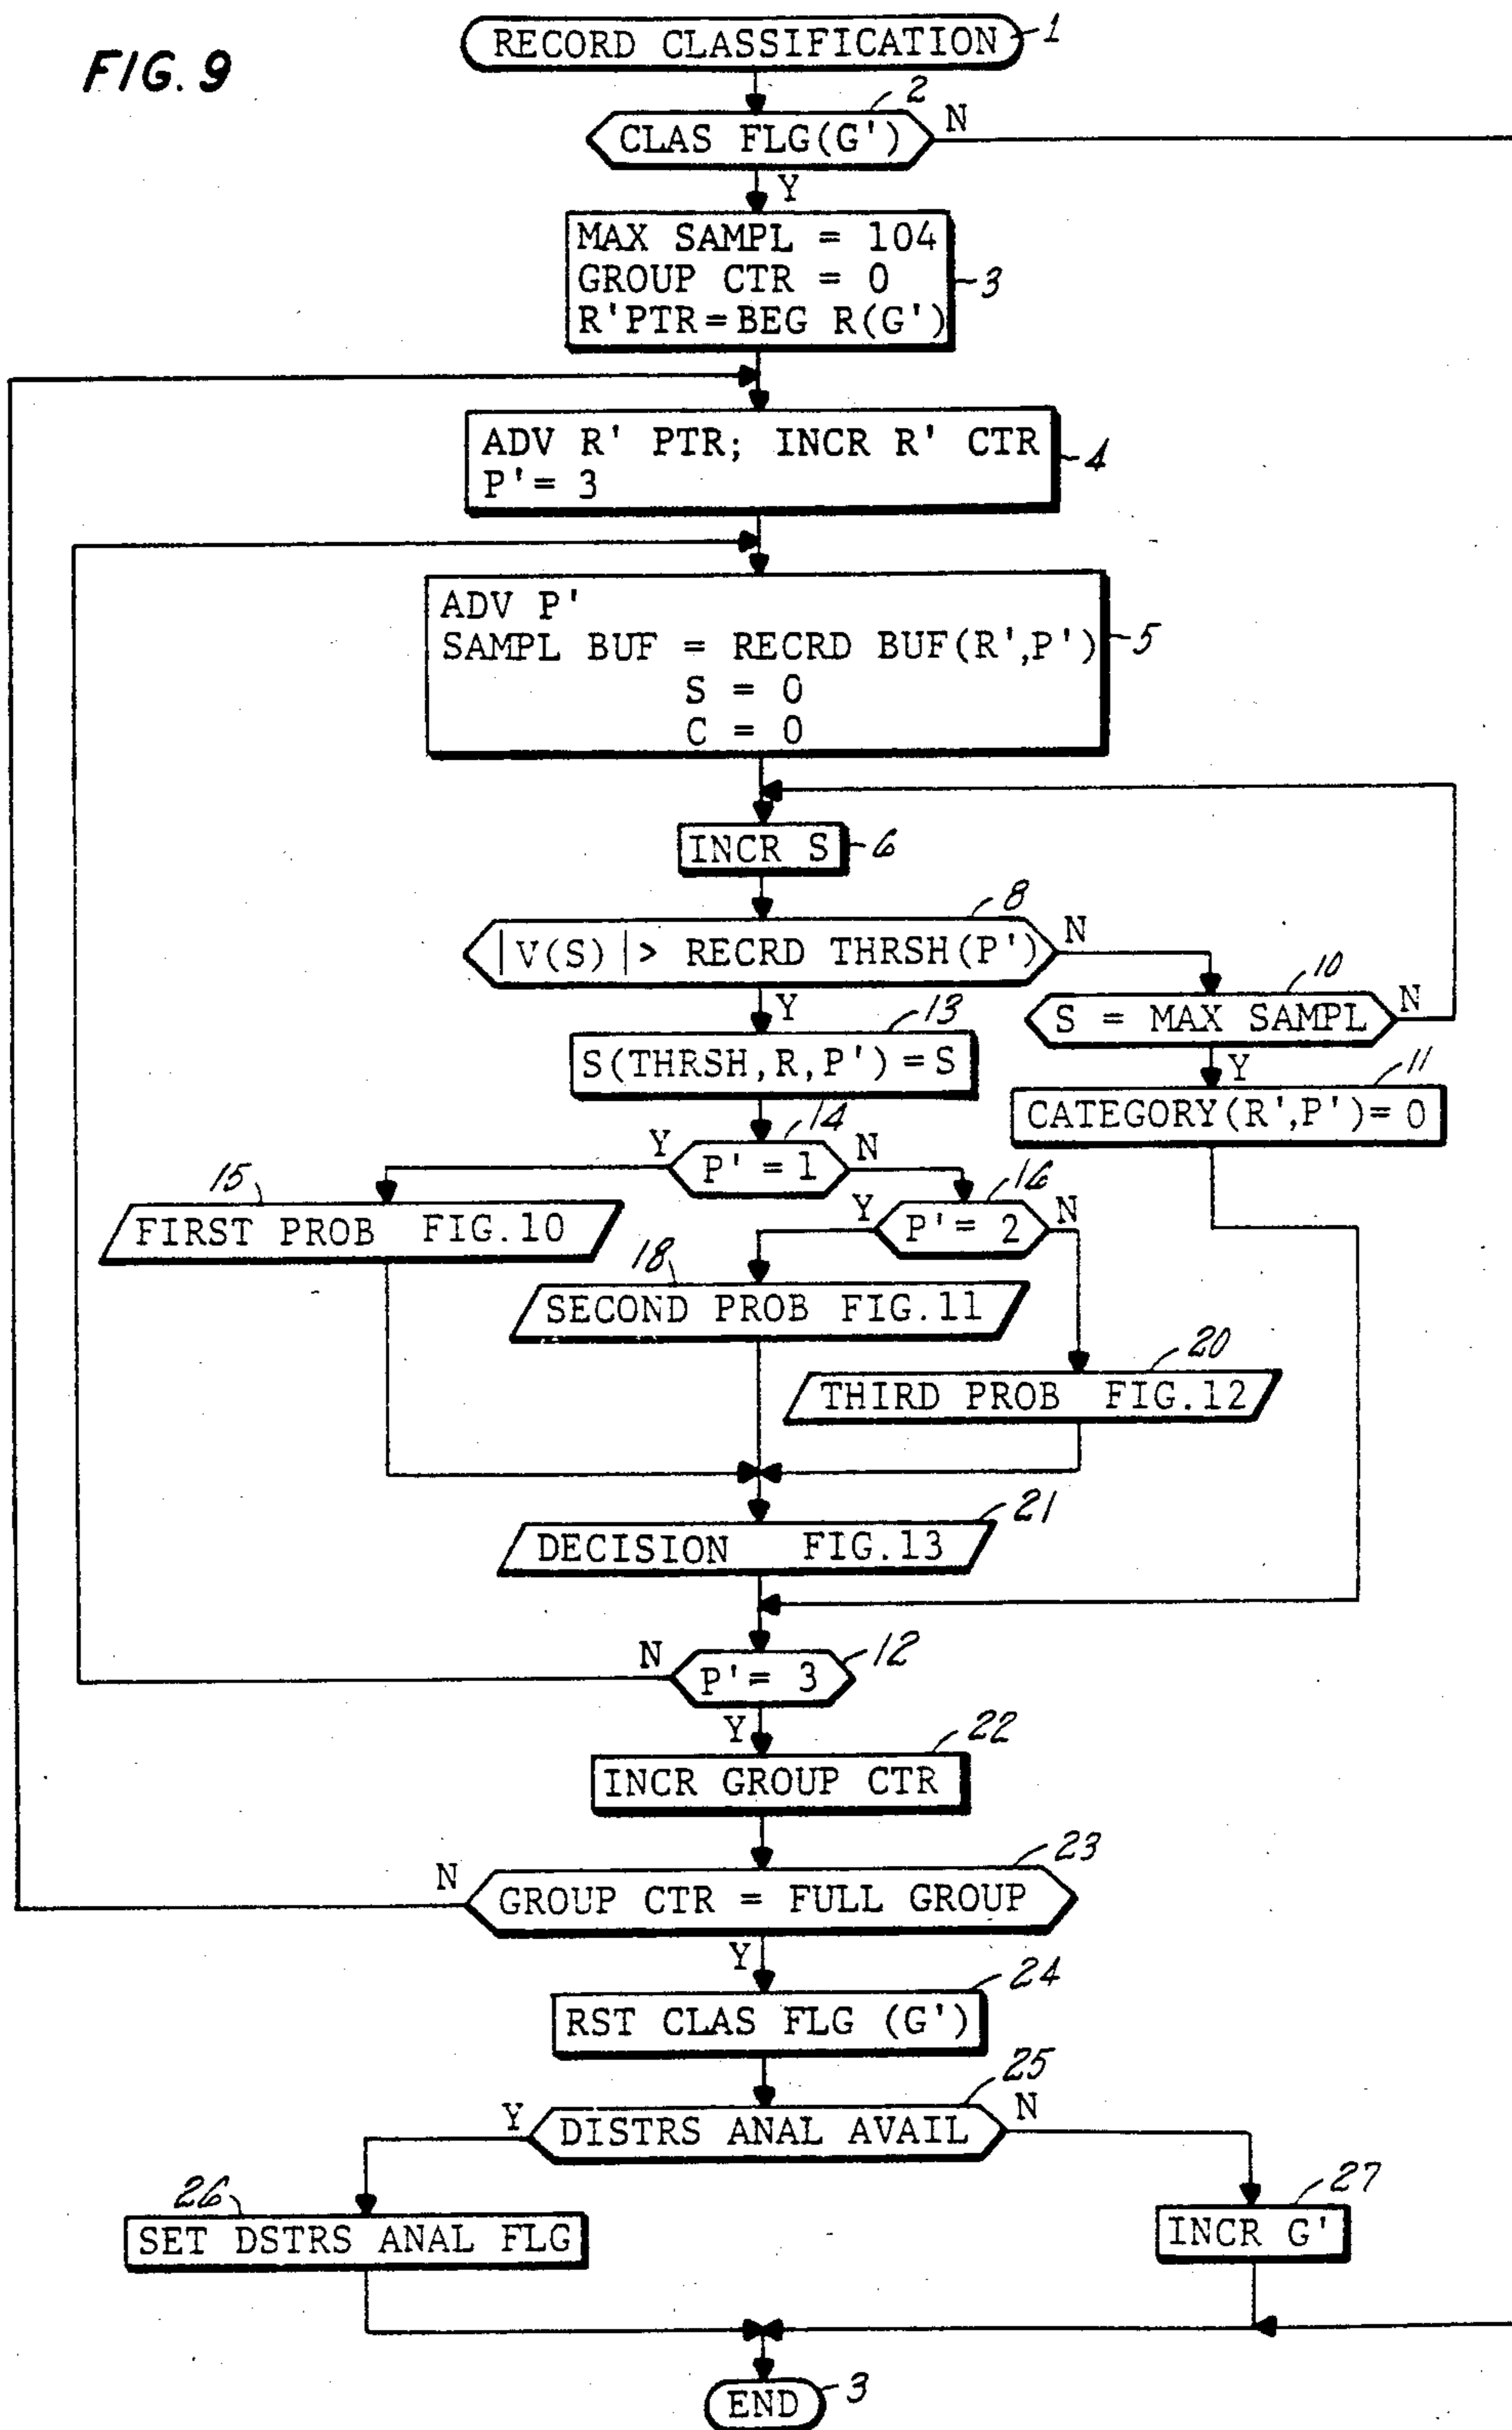 FIG. 9
RECORD CLASSIFICATION
1
2
CLAS FLG(G')
N
Y
MAX SAMPL = 104
GROUP CTR = 0
R'PTR=BEG R(G')
3
ADV R' PTR; INCR R' CTR
P'= 3
4
ADV P'
SAMPL BUF = RECRD BUF(R',P')
S = 0
C = 0
5
INCR S
6
8
|V(S)|> RECRD THRSH(P')
N
Y
10
S = MAX SAMPL
N
Y
13
S(THRSH,R,P')=S
11
CATEGORY(R',P')= 0
14
Y
P'=1
N
15
FIRST PROB FIG.10
16
Y
P'= 2
N
18
SECOND PROB FIG.11
20
THIRD PROB FIG.12
21
DECISION FIG.13
N
P'= 3
12
Y
22
INCR GROUP CTR
23
N
GROUP CTR = FULL GROUP
Y
24
RST CLAS FLG (G')
25
Y
DISTRS ANAL AVAIL
N
26
SET DSTRS ANAL FLG
27
INCR G'
END
3